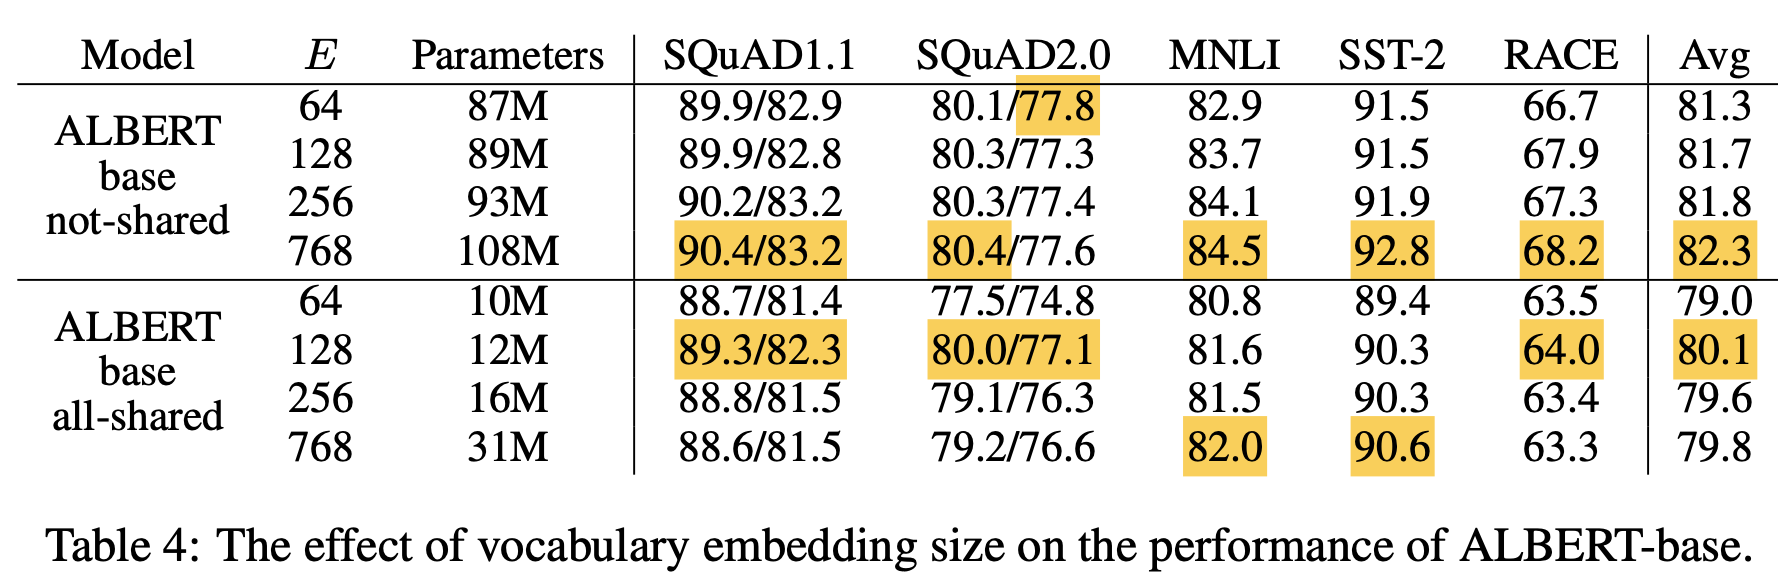 Model E Parameters SQuAD1.1 SQuAD2.0 MNLI SST-2 RACE Avg
ALBERT base not-shared
64 87M 89.9/82.9 80.1/77.8 82.9 91.5 66.7 81.3
128 89M 89.9/82.8 80.3/77.3 83.7 91.5 67.9 81.7
256 93M 90.2/83.2 80.3/77.4 84.1 91.9 67.3 81.8
768 108M 90.4/83.2 80.4/77.6 84.5 92.8 68.2 82.3
ALBERT base all-shared
64 10M 88.7/81.4 77.5/74.8 80.8 89.4 63.5 79.0
128 12M 89.3/82.3 80.0/77.1 81.6 90.3 64.0 80.1
256 16M 88.8/81.5 79.1/76.3 81.5 90.3 63.4 79.6
768 31M 88.6/81.5 79.2/76.6 82.0 90.6 63.3 79.8
Table 4: The effect of vocabulary embedding size on the performance of ALBERT-base.